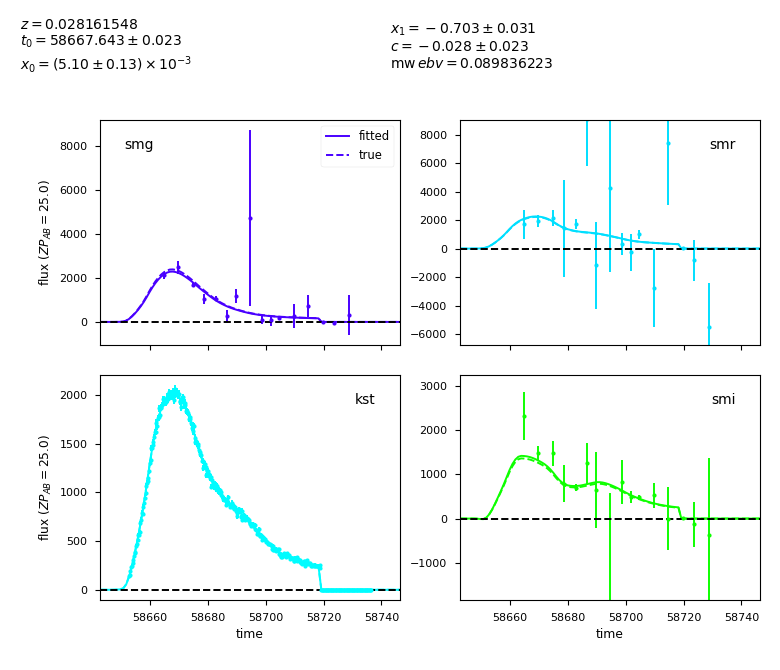 z = 0.028161548
t₀ = 58667.643 ± 0.023
x₀ = (5.10 ± 0.13) × 10⁻³
x₁ = −0.703 ± 0.031
c = −0.028 ± 0.023
mw ebv = 0.089836223
smg
fitted
true
8000
6000
4000
2000
0
flux (ZP_AB = 25.0)
smr
8000
6000
4000
2000
0
−2000
−4000
−6000
kst
2000
1500
1000
500
0
flux (ZP_AB = 25.0)
58660 58680 58700 58720 58740
time
smi
3000
2000
1000
0
−1000
58660 58680 58700 58720 58740
time